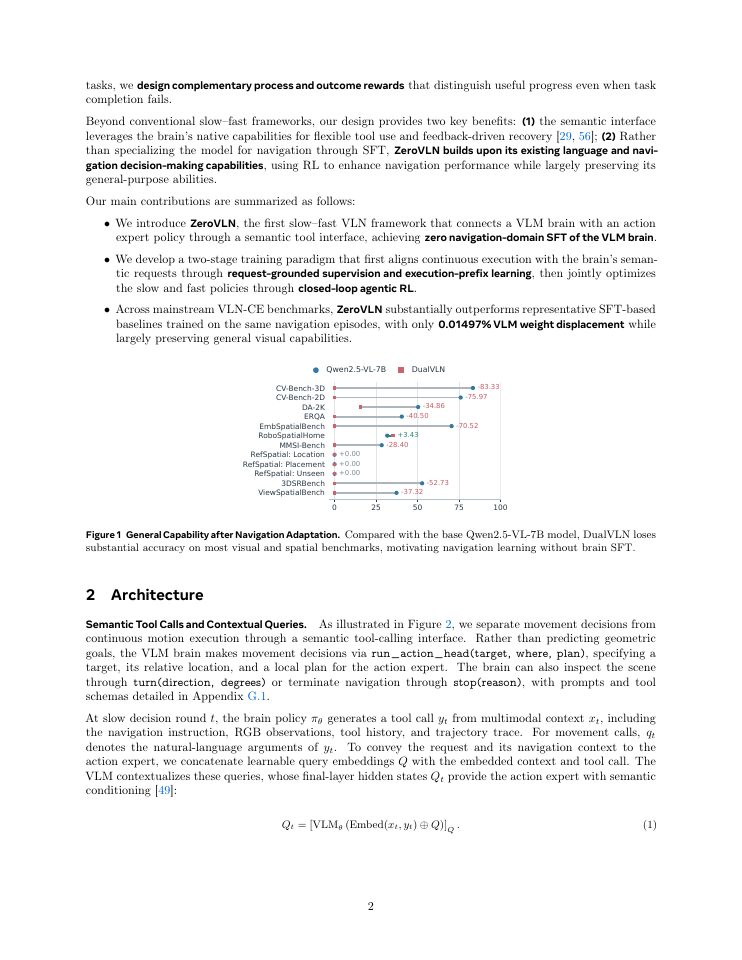 tasks, we design complementary process and outcome rewards that distinguish useful progress even when task
completion fails.
Beyond conventional slow–fast frameworks, our design provides two key benefits: (1) the semantic interface
leverages the brain's native capabilities for flexible tool use and feedback-driven recovery [29, 56]; (2) Rather
than specializing the model for navigation through SFT, ZeroVLN builds upon its existing language and navi-
gation decision-making capabilities, using RL to enhance navigation performance while largely preserving its
general-purpose abilities.
Our main contributions are summarized as follows:
• We introduce ZeroVLN, the first slow–fast VLN framework that connects a VLM brain with an action
expert policy through a semantic tool interface, achieving zero navigation-domain SFT of the VLM brain.
• We develop a two-stage training paradigm that first aligns continuous execution with the brain's seman-
tic requests through request-grounded supervision and execution-prefix learning, then jointly optimizes
the slow and fast policies through closed-loop agentic RL.
• Across mainstream VLN-CE benchmarks, ZeroVLN substantially outperforms representative SFT-based
baselines trained on the same navigation episodes, with only 0.01497% VLM weight displacement while
largely preserving general visual capabilities.
Qwen2.5-VL-7B DualVLN
CV-Bench-3D -83.33
CV-Bench-2D -75.97
DA-2K -34.86
ERQA -40.50
EmbSpatialBench -70.52
RoboSpatialHome +3.43
MMSI-Bench -28.40
RefSpatial: Location +0.00
RefSpatial: Placement +0.00
RefSpatial: Unseen +0.00
3DSRBench -52.73
ViewSpatialBench -37.32
0 25 50 75 100
Figure 1 General Capability after Navigation Adaptation. Compared with the base Qwen2.5-VL-7B model, DualVLN loses
substantial accuracy on most visual and spatial benchmarks, motivating navigation learning without brain SFT.
2 Architecture
Semantic Tool Calls and Contextual Queries. As illustrated in Figure 2, we separate movement decisions from
continuous motion execution through a semantic tool-calling interface. Rather than predicting geometric
goals, the VLM brain makes movement decisions via run_action_head(target, where, plan), specifying a
target, its relative location, and a local plan for the action expert. The brain can also inspect the scene
through turn(direction, degrees) or terminate navigation through stop(reason), with prompts and tool
schemas detailed in Appendix G.1.
At slow decision round t, the brain policy πθ generates a tool call yt from multimodal context xt, including
the navigation instruction, RGB observations, tool history, and trajectory trace. For movement calls, qt
denotes the natural-language arguments of yt. To convey the request and its navigation context to the
action expert, we concatenate learnable query embeddings Q with the embedded context and tool call. The
VLM contextualizes these queries, whose final-layer hidden states Qt provide the action expert with semantic
conditioning [49]:
Qt = [VLMθ (Embed(xt, yt) ⊕ Q)]Q . (1)
2